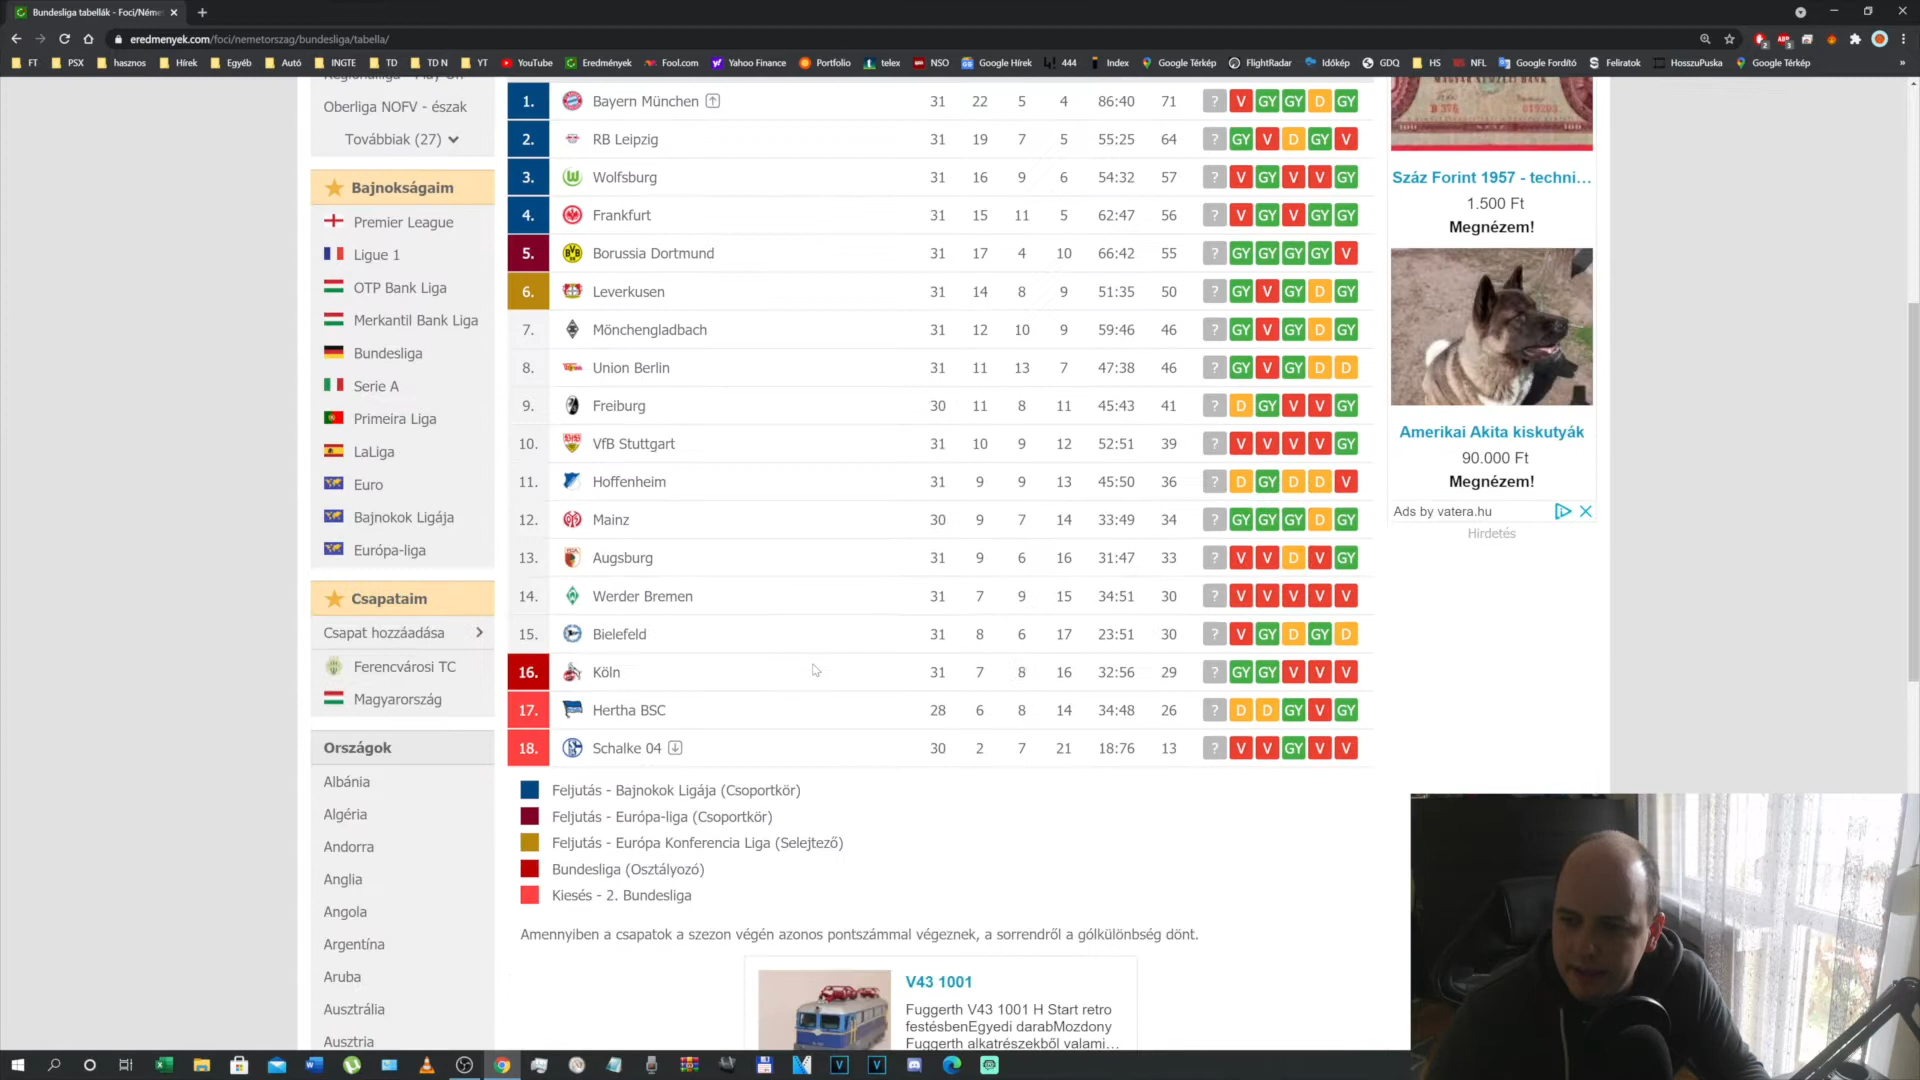 Bundesliga tabellák - Foci/Néme
eredmenyek.com/foci/nemetorszag/bundesliga/tabella/
FT PSX hasznos Hírek Egyéb Autó INGTE TD TD N YT YouTube Eredmények Fool.com Yahoo Finance Portfolio telex NSO Google Hírek 444 Index Google Térkép FlightRadar Időkép GDQ HS NFL Google Fordító Feliratok HosszuPuska Google Térkép
Oberliga NOFV - észak
Továbbiak (27)
Bajnokságaim
Premier League
Ligue 1
OTP Bank Liga
Merkantil Bank Liga
Bundesliga
Serie A
Primeira Liga
LaLiga
Euro
Bajnokok Ligája
Európa-liga
Csapataim
Csapat hozzáadása
Ferencvárosi TC
Magyarország
Országok
Albánia
Algéria
Andorra
Anglia
Angola
Argentína
Aruba
Ausztrália
Ausztria
1. Bayern München 31 22 5 4 86:40 71 ? V GY GY D GY
2. RB Leipzig 31 19 7 5 55:25 64 ? GY V D GY V
3. Wolfsburg 31 16 9 6 54:32 57 ? V GY V V GY
4. Frankfurt 31 15 11 5 62:47 56 ? V GY V GY GY
5. Borussia Dortmund 31 17 4 10 66:42 55 ? GY GY GY GY V
6. Leverkusen 31 14 8 9 51:35 50 ? GY V GY D GY
7. Mönchengladbach 31 12 10 9 59:46 46 ? GY V GY D GY
8. Union Berlin 31 11 13 7 47:38 46 ? GY V GY D D
9. Freiburg 30 11 8 11 45:43 41 ? D GY V V GY
10. VfB Stuttgart 31 10 9 12 52:51 39 ? V V V V GY
11. Hoffenheim 31 9 9 13 45:50 36 ? D GY D D V
12. Mainz 30 9 7 14 33:49 34 ? GY GY GY D GY
13. Augsburg 31 9 6 16 31:47 33 ? V V D V GY
14. Werder Bremen 31 7 9 15 34:51 30 ? V V V V V
15. Bielefeld 31 8 6 17 23:51 30 ? V GY D GY D
16. Köln 31 7 8 16 32:56 29 ? GY GY V V V
17. Hertha BSC 28 6 8 14 34:48 26 ? D D GY V GY
18. Schalke 04 30 2 7 21 18:76 13 ? V V GY V V
Feljutás - Bajnokok Ligája (Csoportkör)
Feljutás - Európa-liga (Csoportkör)
Feljutás - Európa Konferencia Liga (Selejtező)
Bundesliga (Osztályozó)
Kiesés - 2. Bundesliga
Amennyiben a csapatok a szezon végén azonos pontszámmal végeznek, a sorrendről a gólkülönbség dönt.
V43 1001
Fuggerth V43 1001 H Start retro
festésbenEgyedi darabMozdony
Fuggerth alkatrészekből valami...
Száz Forint 1957 - techni...
1.500 Ft
Megnézem!
Amerikai Akita kiskutyák
90.000 Ft
Megnézem!
Ads by vatera.hu
Hirdetés